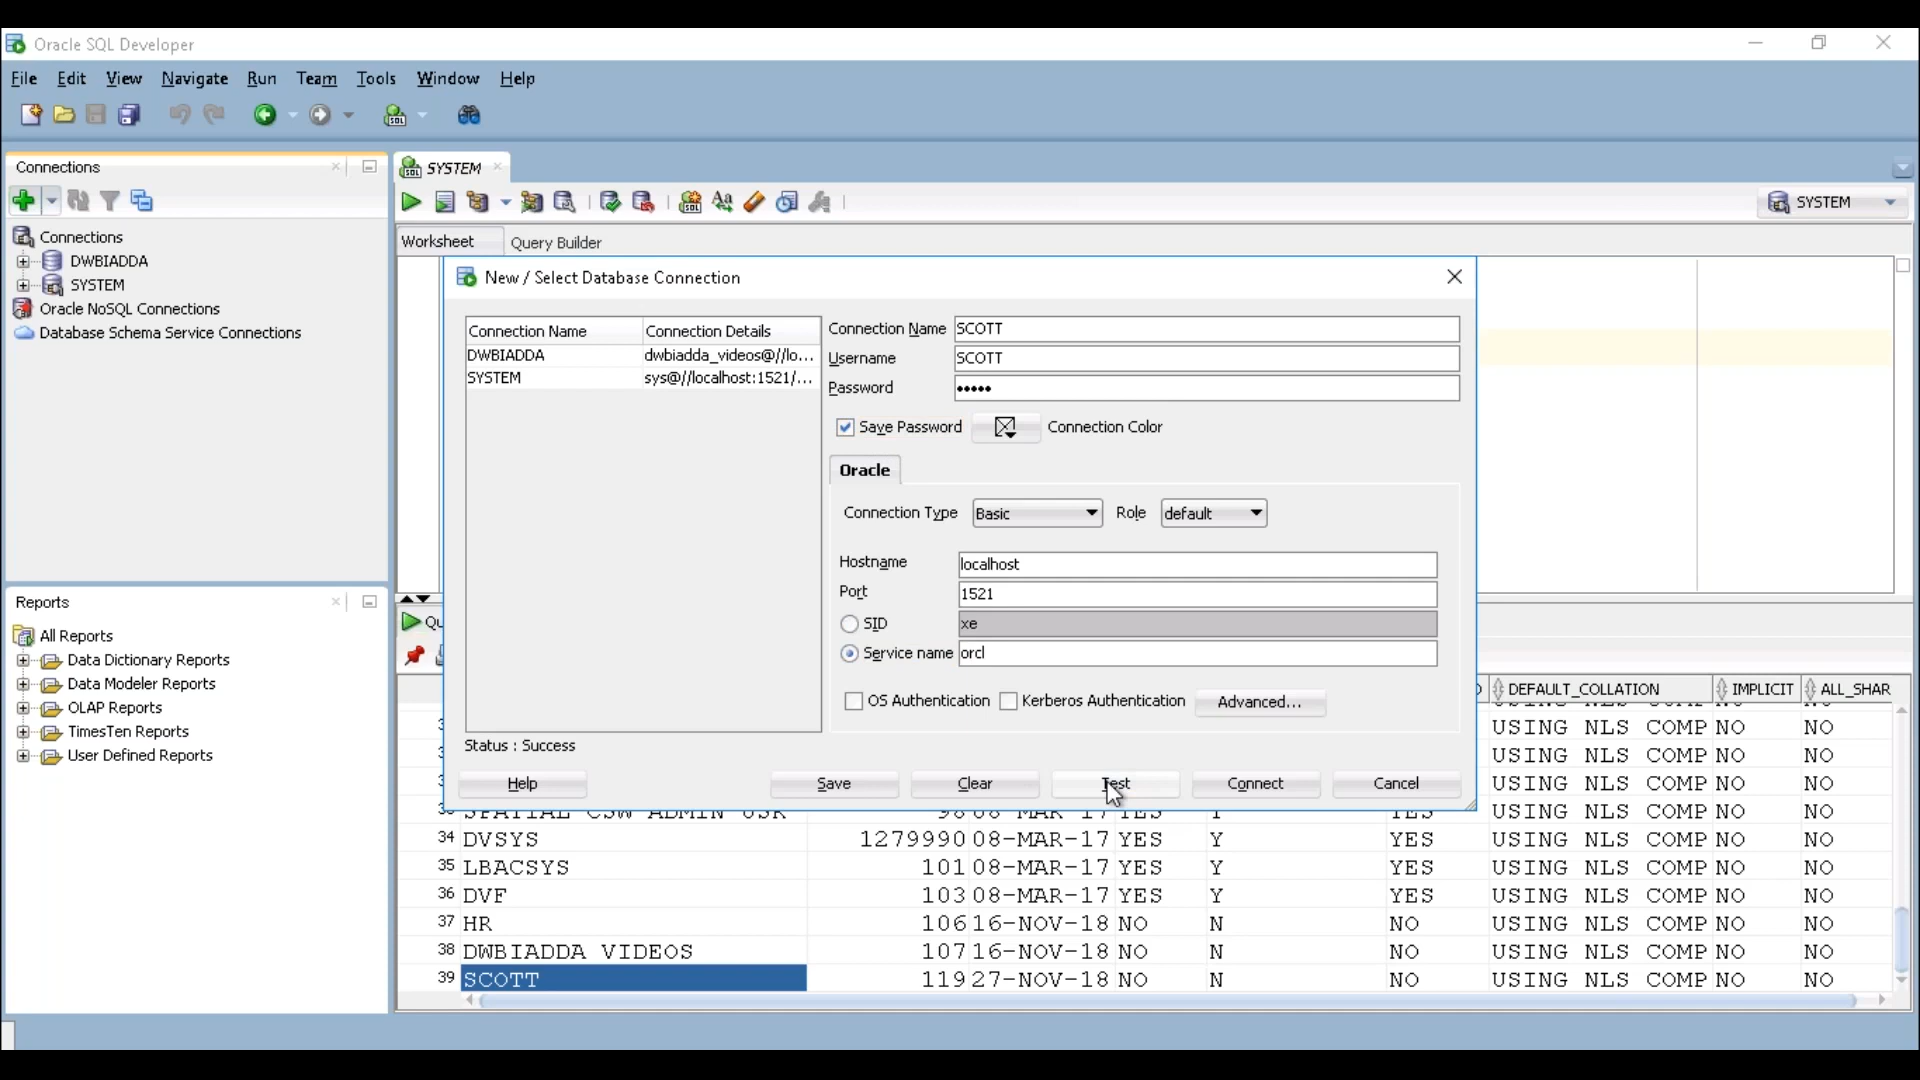 Oracle SQL Developer
File Edit View Navigate Run Team Tools Window Help
Connections
Connections
DWBIADDA
SYSTEM
Oracle NoSQL Connections
Database Schema Service Connections
Reports
All Reports
Data Dictionary Reports
Data Modeler Reports
OLAP Reports
TimesTen Reports
User Defined Reports
SYSTEM
SYSTEM
Worksheet Query Builder
New / Select Database Connection
Connection Name Connection Details
DWBIADDA dwbiadda_videos@//lo...
SYSTEM sys@//localhost:1521/...
Connection Name SCOTT
Username SCOTT
Password •••••
Save Password Connection Color
Oracle
Connection Type Basic Role default
Hostname localhost
Port 1521
SID xe
Service name orcl
OS Authentication Kerberos Authentication Advanced...
Status : Success
Help Save Clear Test Connect Cancel
DEFAULT_COLLATION IMPLICIT ALL_SHAR
USING NLS COMP NO NO
USING NLS COMP NO NO
USING NLS COMP NO NO
USING NLS COMP NO NO
34 DVSYS 1279990 08-MAR-17 YES Y YES USING NLS COMP NO NO
35 LBACSYS 101 08-MAR-17 YES Y YES USING NLS COMP NO NO
36 DVF 103 08-MAR-17 YES Y YES USING NLS COMP NO NO
37 HR 106 16-NOV-18 NO N NO USING NLS COMP NO NO
38 DWBIADDA VIDEOS 107 16-NOV-18 NO N NO USING NLS COMP NO NO
39 SCOTT 119 27-NOV-18 NO N NO USING NLS COMP NO NO